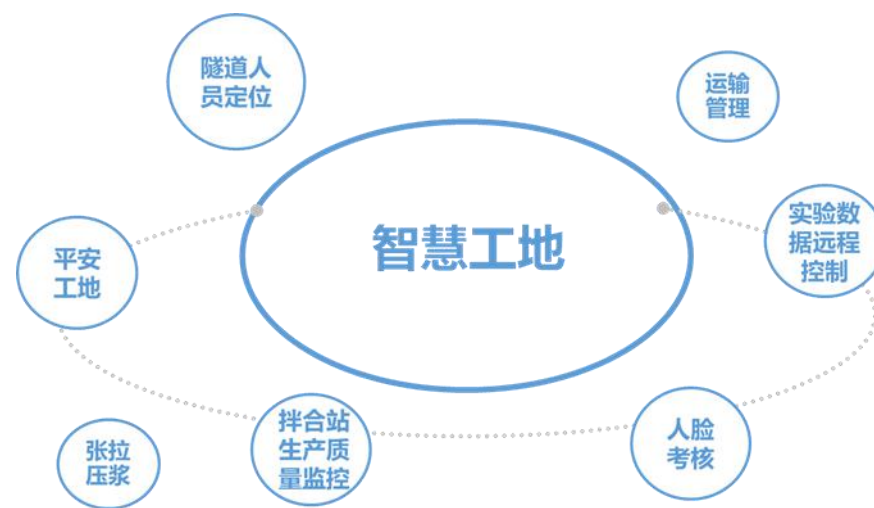 隧道人
员定位
运输
管理
智慧工地
实验数
据远程
控制
平安
工地
拌合站
生产质
量监控
人脸
考核
张拉
压浆